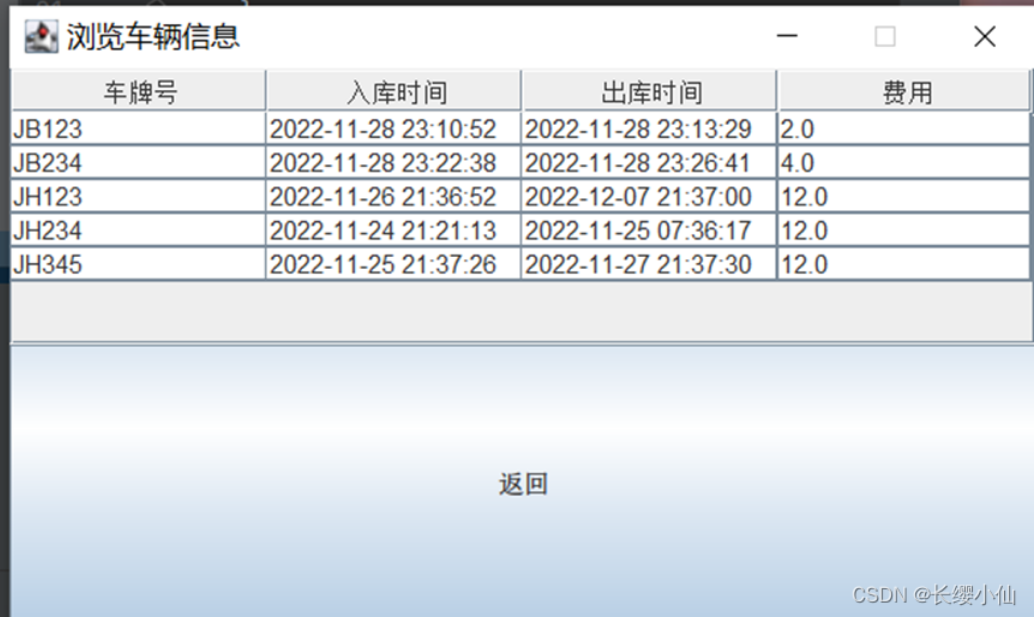 浏览车辆信息
车牌号 入库时间 出库时间 费用
JB123 2022-11-28 23:10:52 2022-11-28 23:13:29 2.0
JB234 2022-11-28 23:22:38 2022-11-28 23:26:41 4.0
JH123 2022-11-26 21:36:52 2022-12-07 21:37:00 12.0
JH234 2022-11-24 21:21:13 2022-11-25 07:36:17 12.0
JH345 2022-11-25 21:37:26 2022-11-27 21:37:30 12.0
返回
CSDN @长缨小仙